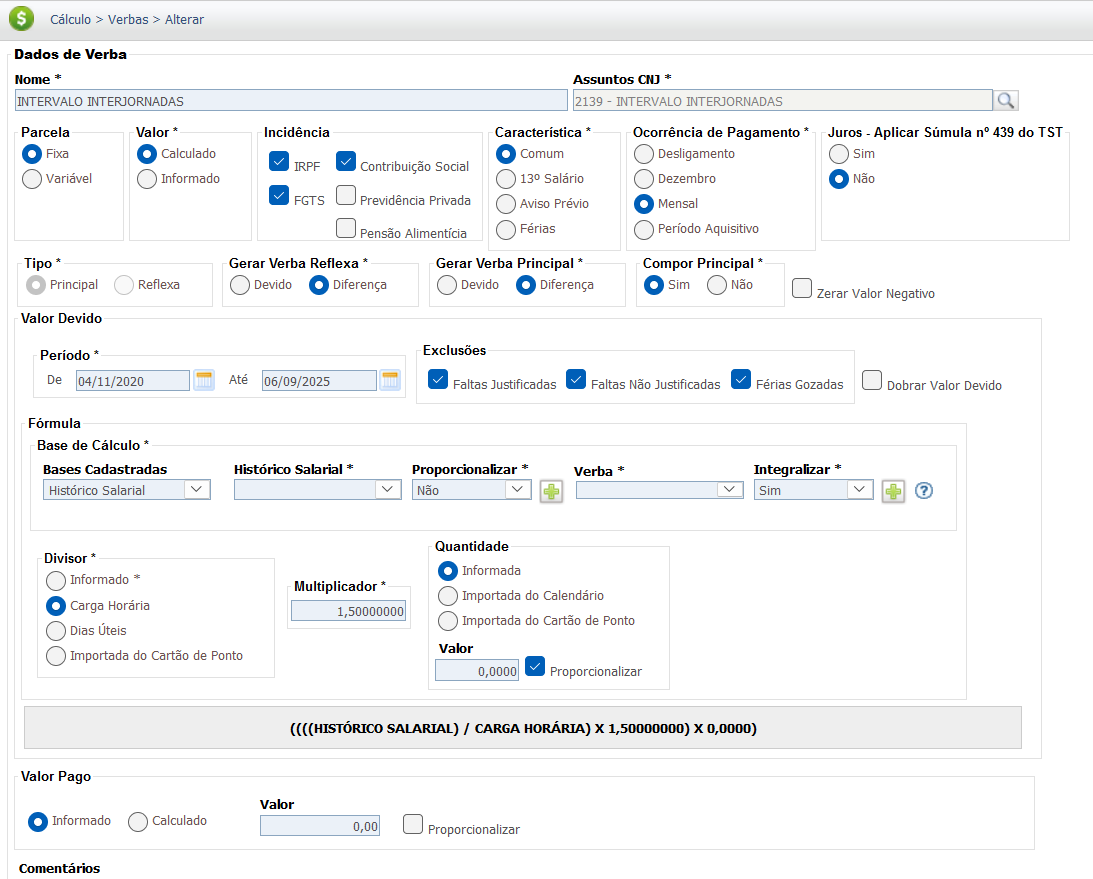 Cálculo > Verbas > Alterar
Dados de Verba
Nome * Assuntos CNJ *
INTERVALO INTERJORNADAS 2139 - INTERVALO INTERJORNADAS
Parcela Valor * Incidência Característica * Ocorrência de Pagamento * Juros - Aplicar Súmula nº 439 do TST
Fixa Calculado IRPF Contribuição Social Comum Desligamento Sim
Variável Informado FGTS Previdência Privada 13º Salário Dezembro Não
Pensão Alimentícia Aviso Prévio Mensal
Férias Período Aquisitivo
Tipo * Gerar Verba Reflexa * Gerar Verba Principal * Compor Principal *
Principal Reflexa Devido Diferença Devido Diferença Sim Não Zerar Valor Negativo
Valor Devido
Período * Exclusões
De 04/11/2020 Até 06/09/2025 Faltas Justificadas Faltas Não Justificadas Férias Gozadas Dobrar Valor Devido
Fórmula
Base de Cálculo *
Bases Cadastradas Histórico Salarial * Proporcionalizar * Verba * Integralizar *
Histórico Salarial Não Sim ?
Divisor * Multiplicador * Quantidade
Informado * Informada
Carga Horária 1,50000000 Importada do Calendário
Dias Úteis Importada do Cartão de Ponto
Importada do Cartão de Ponto Valor
0,0000 Proporcionalizar
((((HISTÓRICO SALARIAL) / CARGA HORÁRIA) X 1,50000000) X 0,0000)
Valor Pago
Informado Calculado Valor
0,00 Proporcionalizar
Comentários